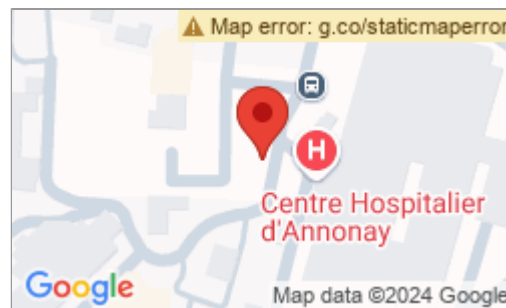 Map error: g.co/staticmaperror
H
Centre Hospitalier
d'Annonay
Google
Map data ©2024 Google